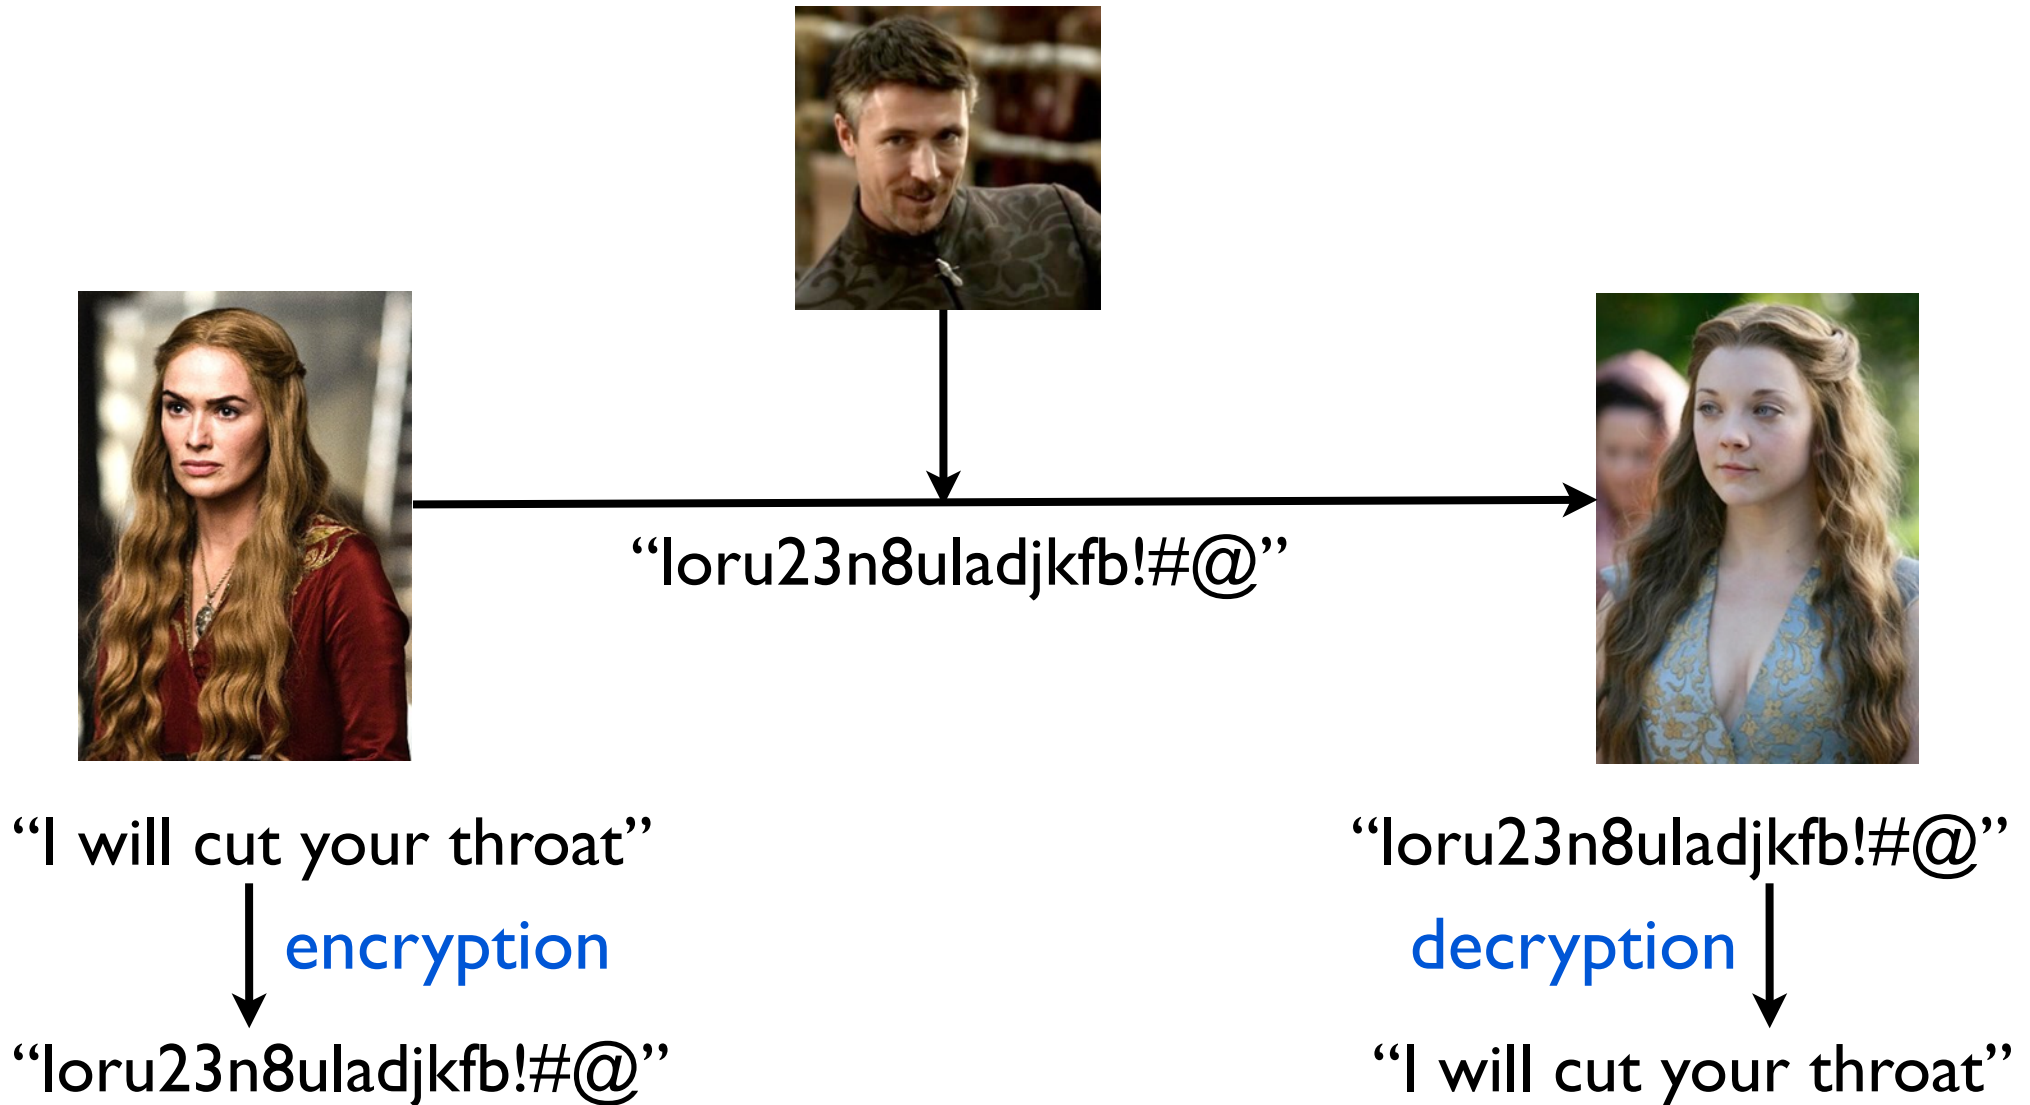 “loru23n8uladjkfb!#@”
“I will cut your throat”
“loru23n8uladjkfb!#@”
encryption
decryption
“loru23n8uladjkfb!#@”
“I will cut your throat”